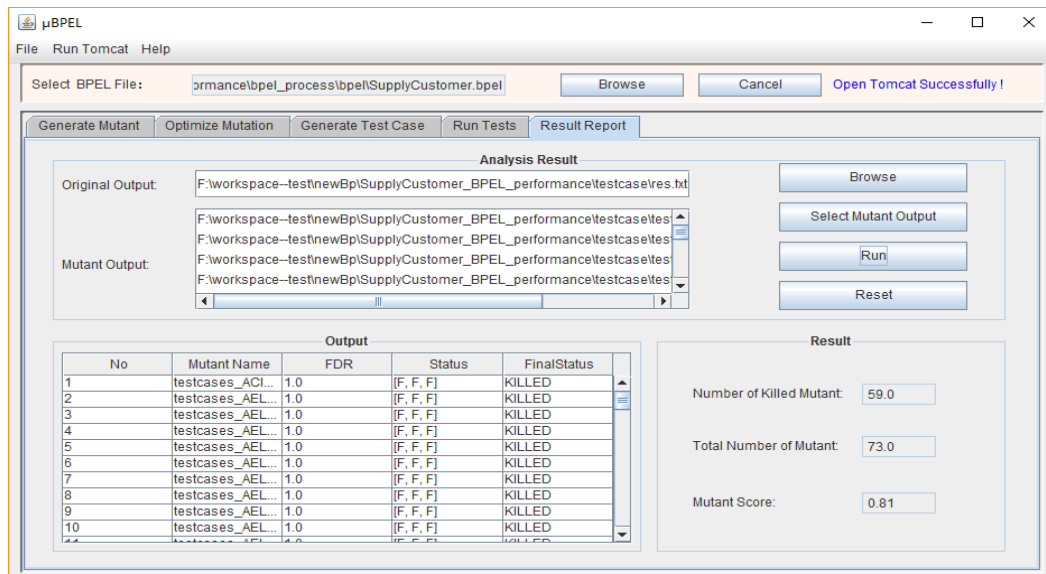 µBPEL
File Run Tomcat Help
Select BPEL File: ormance\bpel_process\bpel\SupplyCustomer.bpel Browse Cancel Open Tomcat Successfully !
Generate Mutant Optimize Mutation Generate Test Case Run Tests Result Report
Analysis Result
Original Output: F:\workspace--test\newBp\SupplyCustomer_BPEL_performance\testcase\res.txt Browse
Select Mutant Output
Mutant Output: F:\workspace--test\newBp\SupplyCustomer_BPEL_performance\testcase\tes
F:\workspace--test\newBp\SupplyCustomer_BPEL_performance\testcase\tes
F:\workspace--test\newBp\SupplyCustomer_BPEL_performance\testcase\tes
F:\workspace--test\newBp\SupplyCustomer_BPEL_performance\testcase\tes
Run
Reset
Output
No Mutant Name FDR Status FinalStatus
1 testcases_ACI... 1.0 [F, F, F] KILLED
2 testcases_AEL... 1.0 [F, F, F] KILLED
3 testcases_AEL... 1.0 [F, F, F] KILLED
4 testcases_AEL... 1.0 [F, F, F] KILLED
5 testcases_AEL... 1.0 [F, F, F] KILLED
6 testcases_AEL... 1.0 [F, F, F] KILLED
7 testcases_AEL... 1.0 [F, F, F] KILLED
8 testcases_AEL... 1.0 [F, F, F] KILLED
9 testcases_AEL... 1.0 [F, F, F] KILLED
10 testcases_AEL... 1.0 [F, F, F] KILLED
Result
Number of Killed Mutant: 59.0
Total Number of Mutant: 73.0
Mutant Score: 0.81